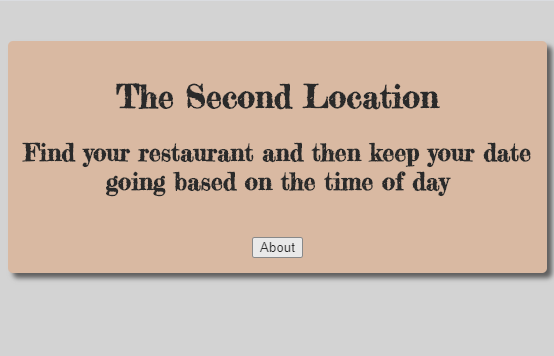 The Second Location
Find your restaurant and then keep your date
going based on the time of day
About